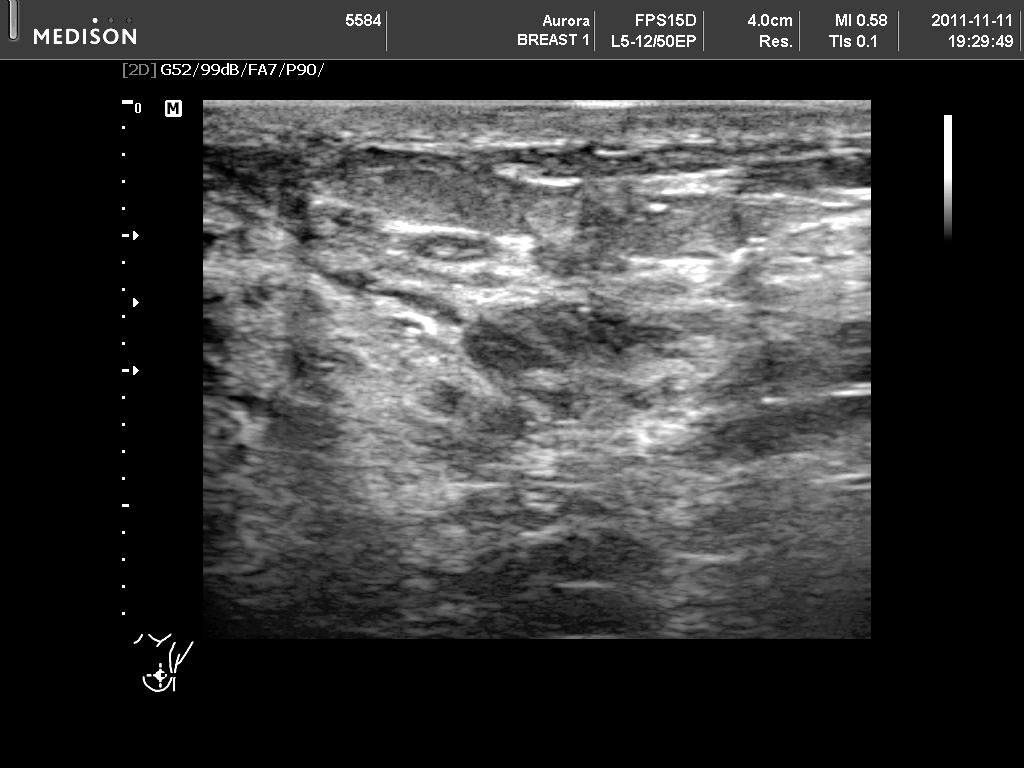 MEDISON
5584
Aurora
BREAST 1
FPS15D
L5-12/50EP
4.0cm
Res.
MI 0.58
TIs 0.1
2011-11-11
19:29:49
[2D] G52/99dB/FA7/P90/
0
M